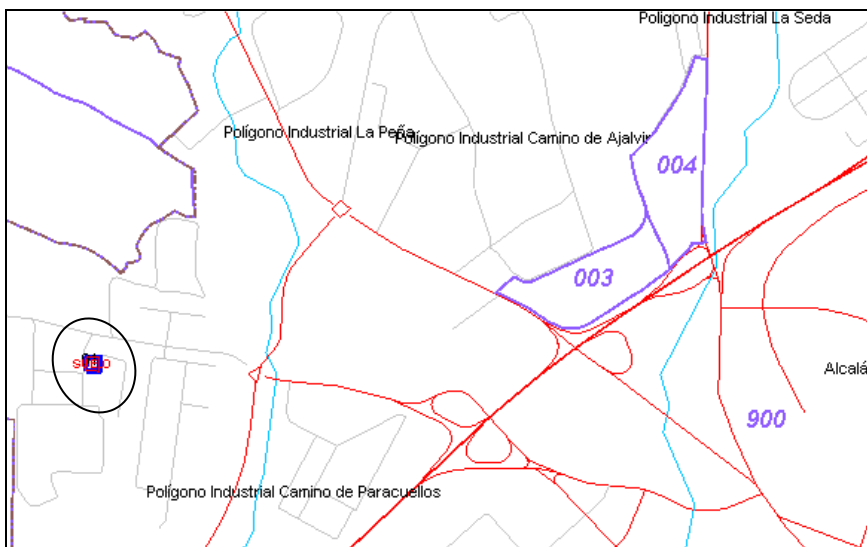 Poligono Industrial La Seda
Polígono Industrial La Peña
Polígono Industrial Camino de Ajalvir
004
003
Alcalá
900
Polígono Industrial Camino de Paracuellos